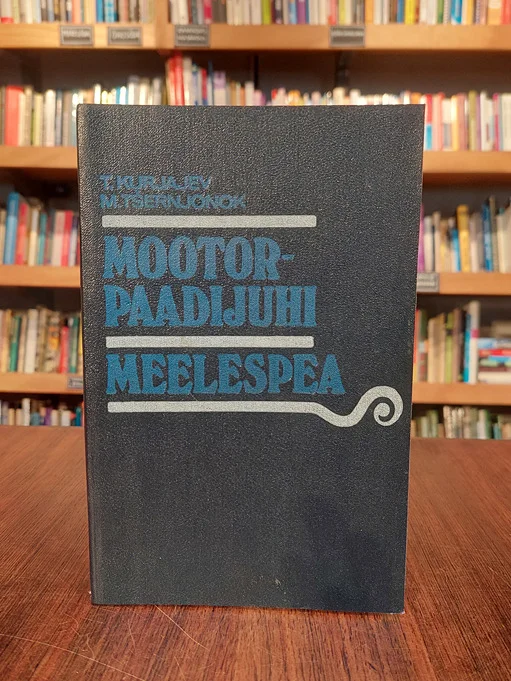 T. KURJAJEV
M. TŠERNJONOK
MOOTOR-
PAADIJUHI
MEELESPEA